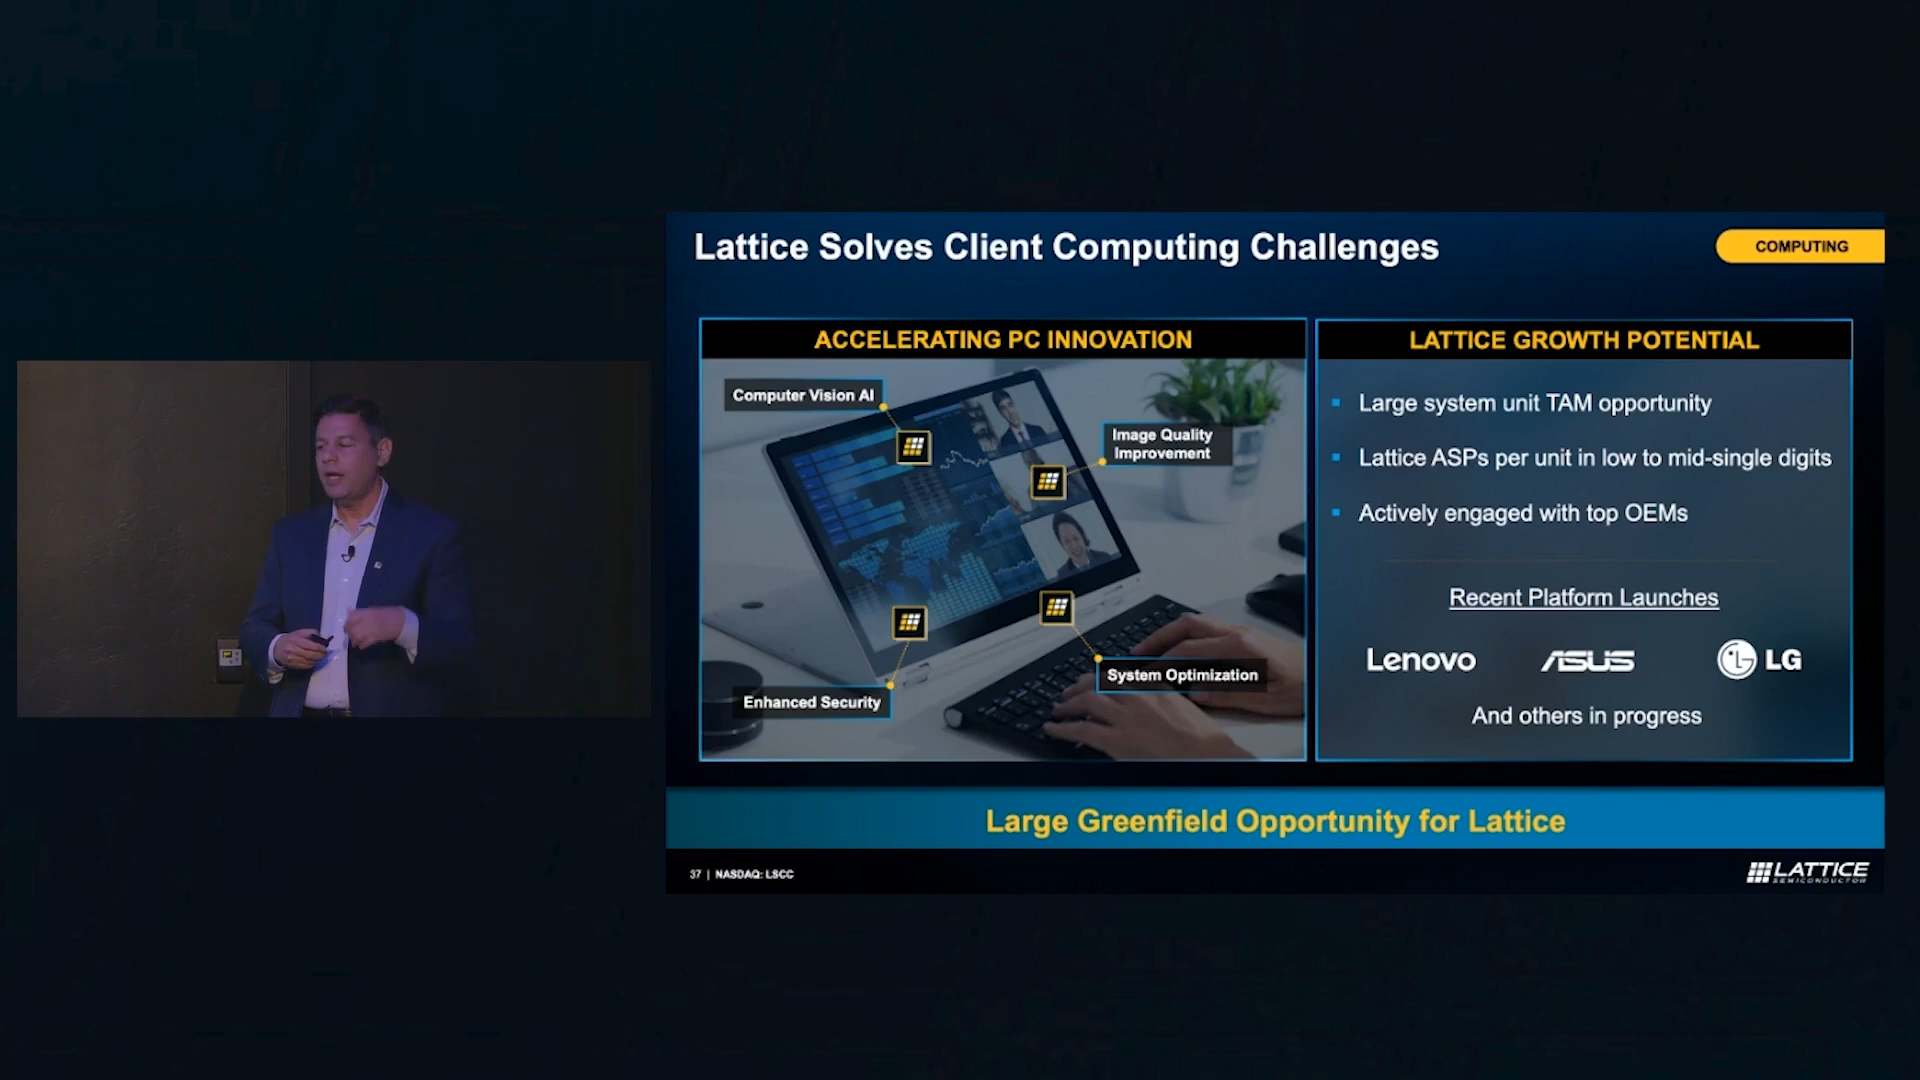 Lattice Solves Client Computing Challenges
COMPUTING
ACCELERATING PC INNOVATION
Computer Vision AI
Image Quality
Improvement
System Optimization
Enhanced Security
LATTICE GROWTH POTENTIAL
Large system unit TAM opportunity
Lattice ASPs per unit in low to mid-single digits
Actively engaged with top OEMs
Recent Platform Launches
Lenovo ASUS LG
And others in progress
Large Greenfield Opportunity for Lattice
37 | NASDAQ: LSCC
LATTICE
SEMICONDUCTOR